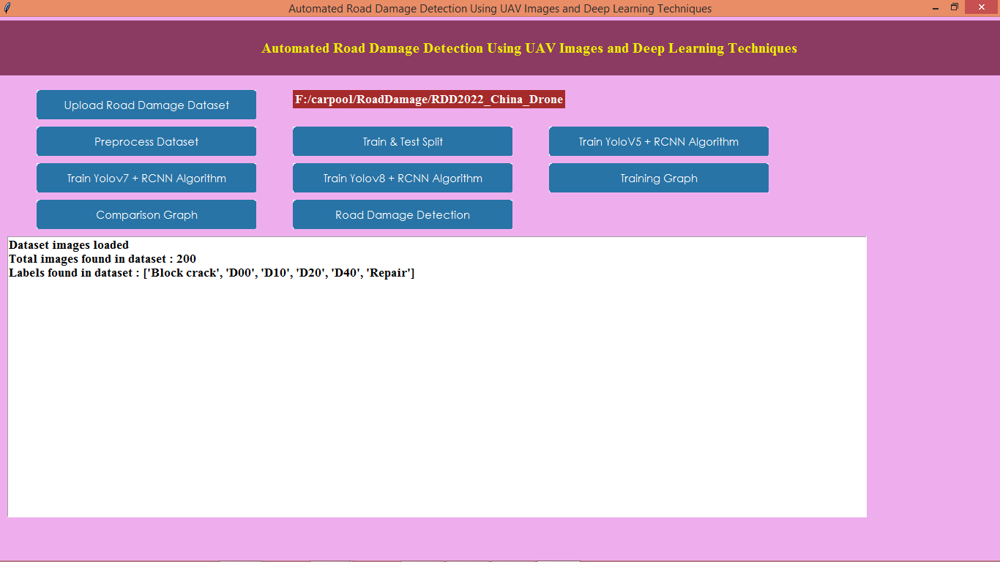 Automated Road Damage Detection Using UAV Images and Deep Learning Techniques
Automated Road Damage Detection Using UAV Images and Deep Learning Techniques
Upload Road Damage Dataset
F:/carpool/RoadDamage/RDD2022_China_Drone
Preprocess Dataset
Train & Test Split
Train YoloV5 + RCNN Algorithm
Train Yolov7 + RCNN Algorithm
Train Yolov8 + RCNN Algorithm
Training Graph
Comparison Graph
Road Damage Detection
Dataset images loaded
Total images found in dataset : 200
Labels found in dataset : ['Block crack', 'D00', 'D10', 'D20', 'D40', 'Repair']